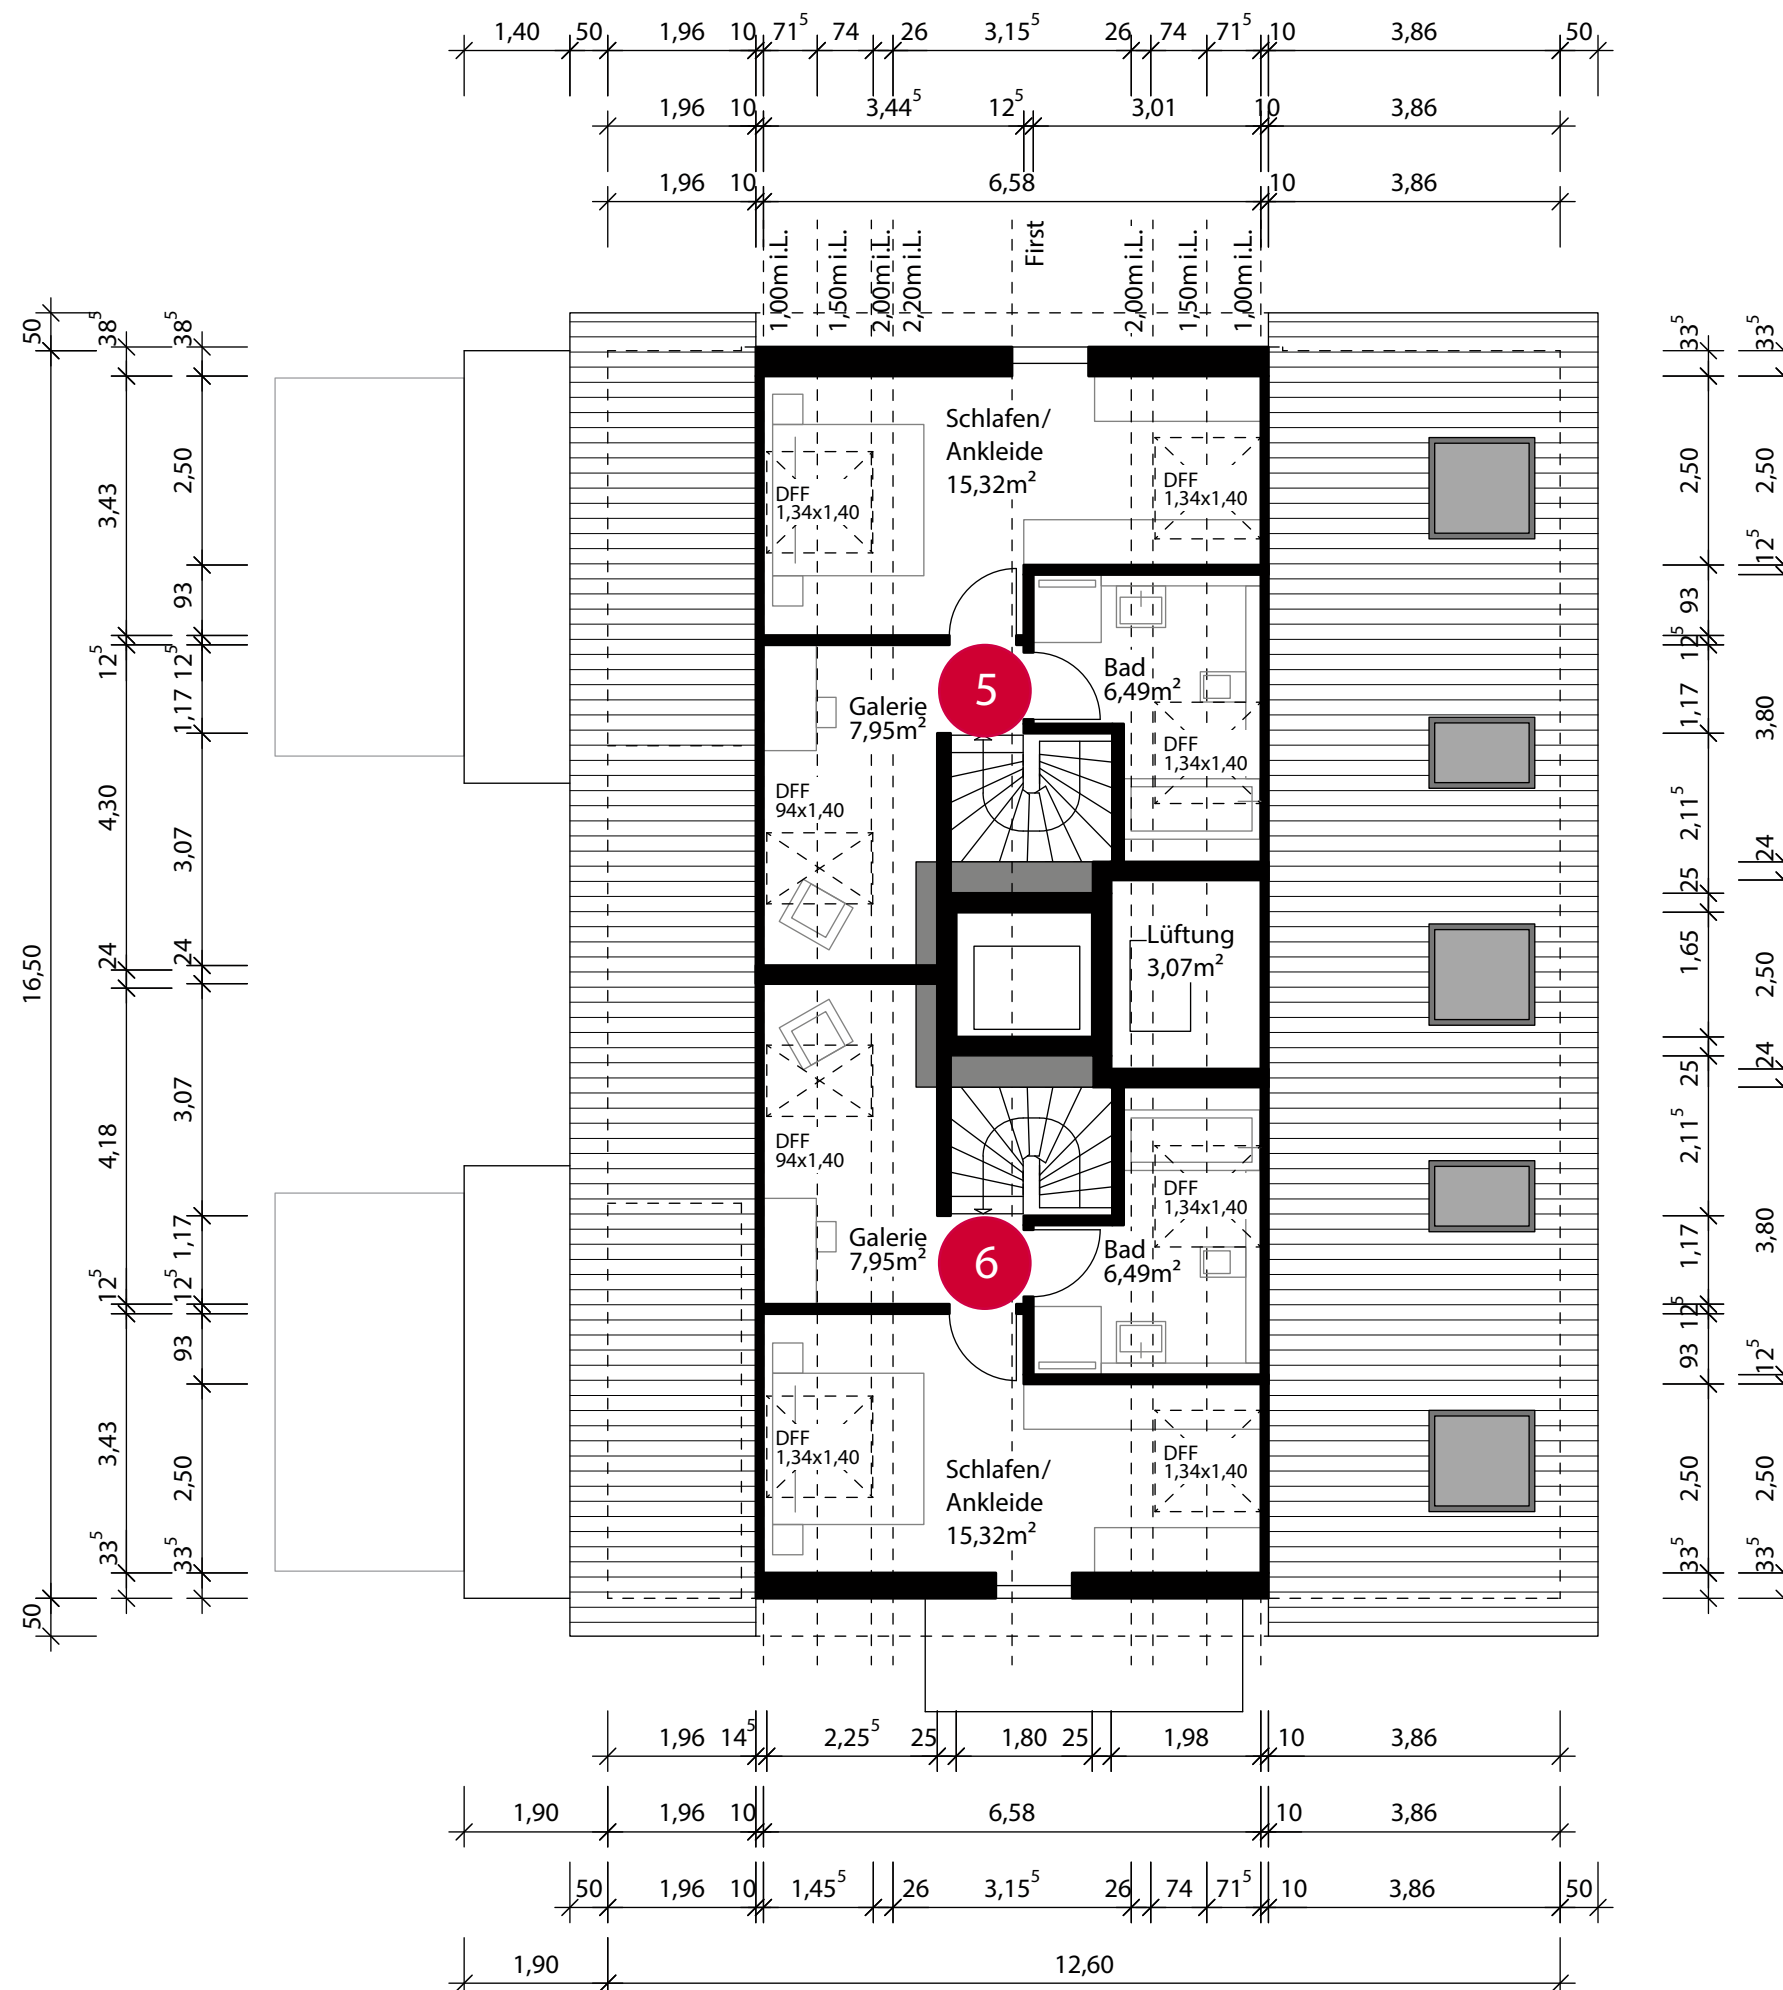 1,40 50 1,96 10 71⁵ 74 26 3,15⁵ 26 74 71⁵ 10 3,86 50
1,96 10 3,44⁵ 12⁵ 3,01 10 3,86
1,96 10 6,58 10 3,86
1,00m i.L. 1,50m i.L. 2,00m i.L. 2,20m i.L. First 2,00m i.L. 1,50m i.L. 1,00m i.L.
50 16,50 50
38⁵ 3,43 12⁵ 4,30 24 4,18 12⁵ 3,43 33⁵
38⁵ 2,50 93 12⁵ 1,17 3,07 24 3,07 1,17 12⁵ 93 2,50 33⁵
Schlafen/
Ankleide
15,32m²
DFF
1,34x1,40
DFF
1,34x1,40
5
Bad
6,49m²
Galerie
7,95m²
DFF
1,34x1,40
DFF
94x1,40
Lüftung
3,07m²
DFF
94x1,40
DFF
1,34x1,40
Galerie
7,95m²
6
Bad
6,49m²
DFF
1,34x1,40
DFF
1,34x1,40
Schlafen/
Ankleide
15,32m²
33⁵ 2,50 93 12⁵ 1,17 2,11⁵ 25 1,65 25 2,11⁵ 1,17 12⁵ 93 2,50 33⁵
33⁵ 2,50 12⁵ 3,80 24 2,50 24 3,80 12⁵ 2,50 33⁵
1,96 14⁵ 2,25⁵ 25 1,80 25 1,98 10 3,86
1,90 1,96 10 6,58 10 3,86
50 1,96 10 1,45⁵ 26 3,15⁵ 26 74 71⁵ 10 3,86 50
1,90 12,60